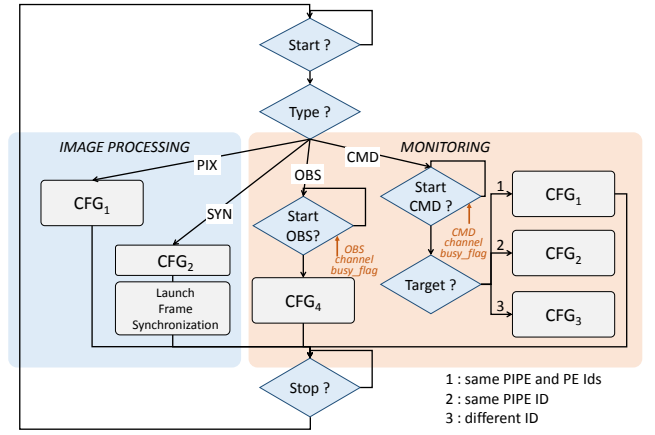 Start ?
Type ?
IMAGE PROCESSING
MONITORING
PIX
SYN
OBS
CMD
CFG1
CFG2
Launch
Frame
Synchronization
Start
OBS?
OBS
channel
busy_flag
CFG4
Start
CMD ?
CMD
channel
busy_flag
Target ?
1
2
3
CFG1
CFG2
CFG3
Stop ?
1 : same PIPE and PE Ids
2 : same PIPE ID
3 : different ID